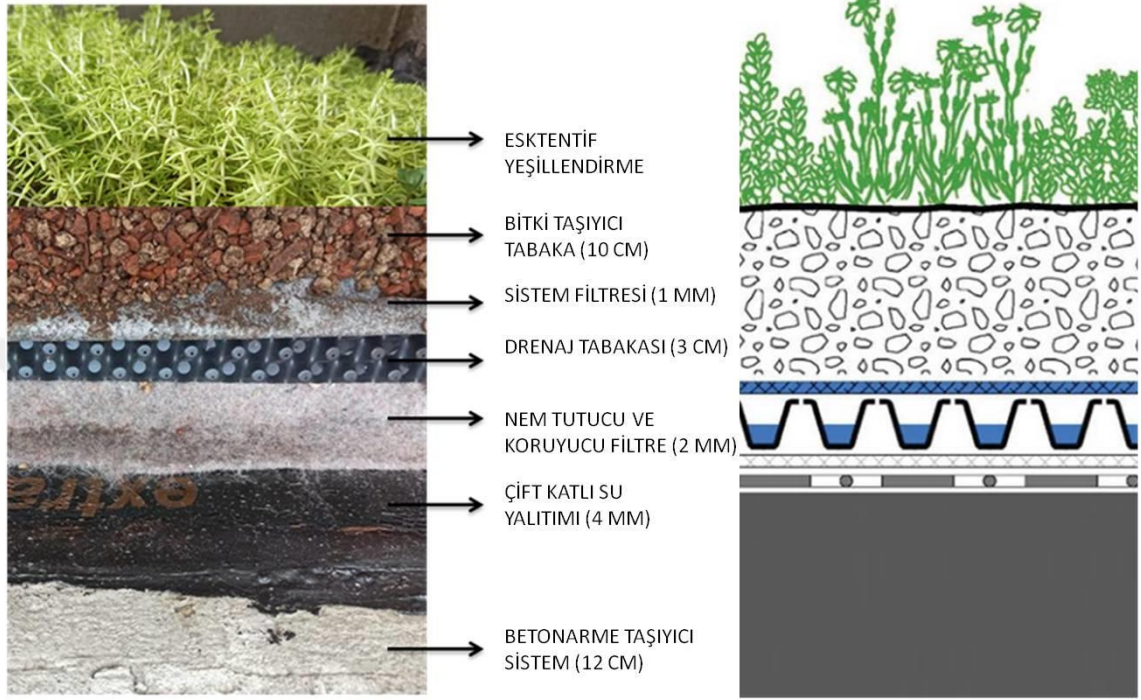 ESKTENTİF
YEŞİLLENDİRME
BİTKİ TAŞIYICI
TABAKA (10 CM)
SİSTEM FİLTRESİ (1 MM)
DRENAJ TABAKASI (3 CM)
NEM TUTUCU VE
KORUYUCU FİLTRE (2 MM)
extra
ÇİFT KATLI SU
YALITIMI (4 MM)
BETONARME TAŞIYICI
SİSTEM (12 CM)